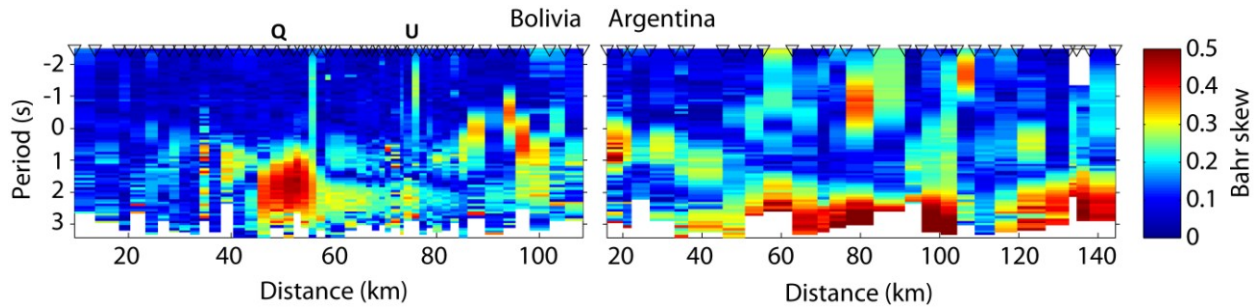 Q U Bolivia Argentina
-2
-1
0
1
2
3
Period (s)
20 40 60 80 100
Distance (km)
20 40 60 80 100 120 140
Distance (km)
0.5
0.4
0.3
0.2
0.1
0
Bahr skew